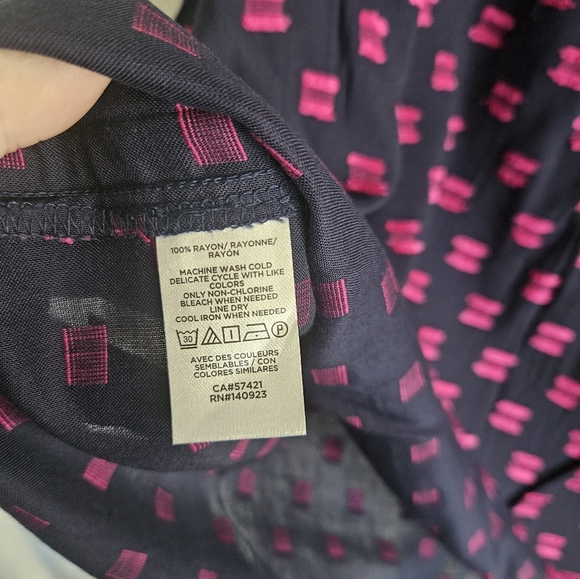 100% RAYON/ RAYONNE/
RAYÓN
MACHINE WASH COLD
DELICATE CYCLE WITH LIKE
COLORS
ONLY NON-CHLORINE
BLEACH WHEN NEEDED
LINE DRY
COOL IRON WHEN NEEDED
30 P
AVEC DES COULEURS
SEMBLABLES / CON
COLORES SIMILARES
CA#57421
RN#140923